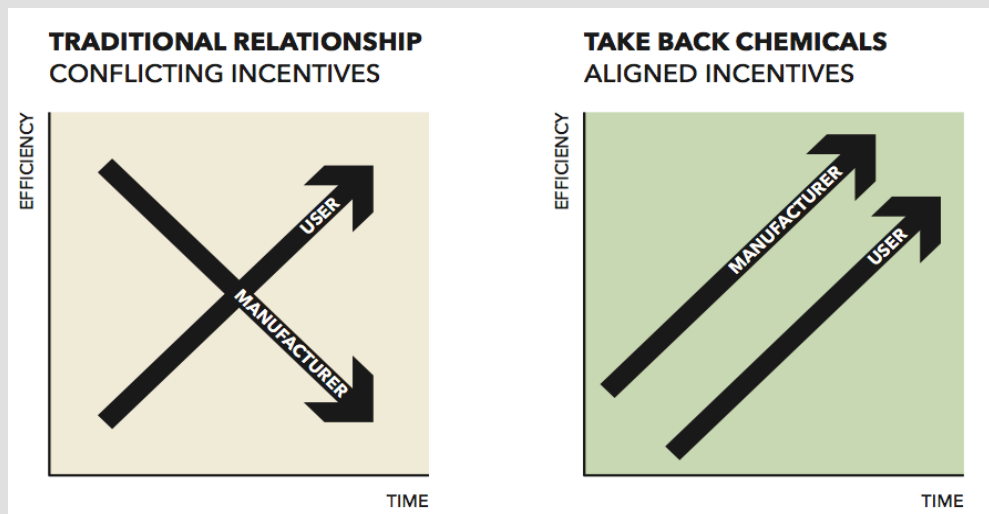 TRADITIONAL RELATIONSHIP
CONFLICTING INCENTIVES
EFFICIENCY
USER
MANUFACTURER
TIME
TAKE BACK CHEMICALS
ALIGNED INCENTIVES
EFFICIENCY
MANUFACTURER
USER
TIME